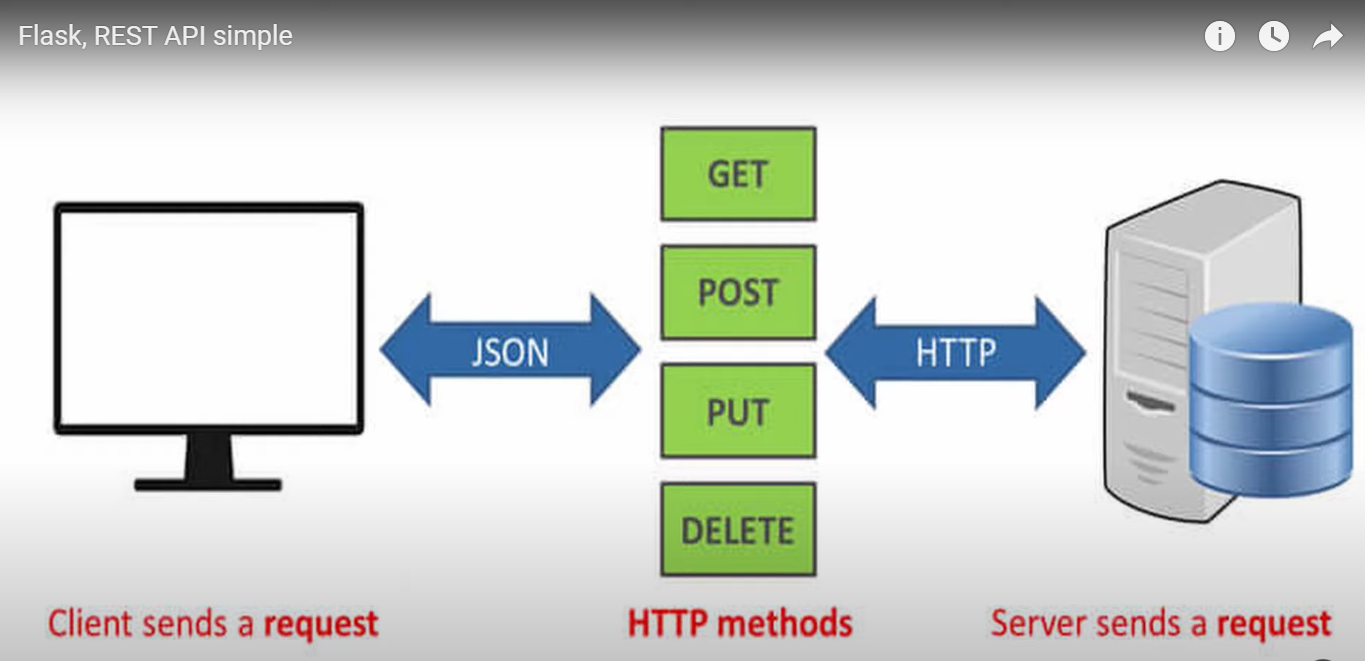 Flask, REST API simple
GET
POST
PUT
DELETE
JSON
HTTP
Client sends a request
HTTP methods
Server sends a request